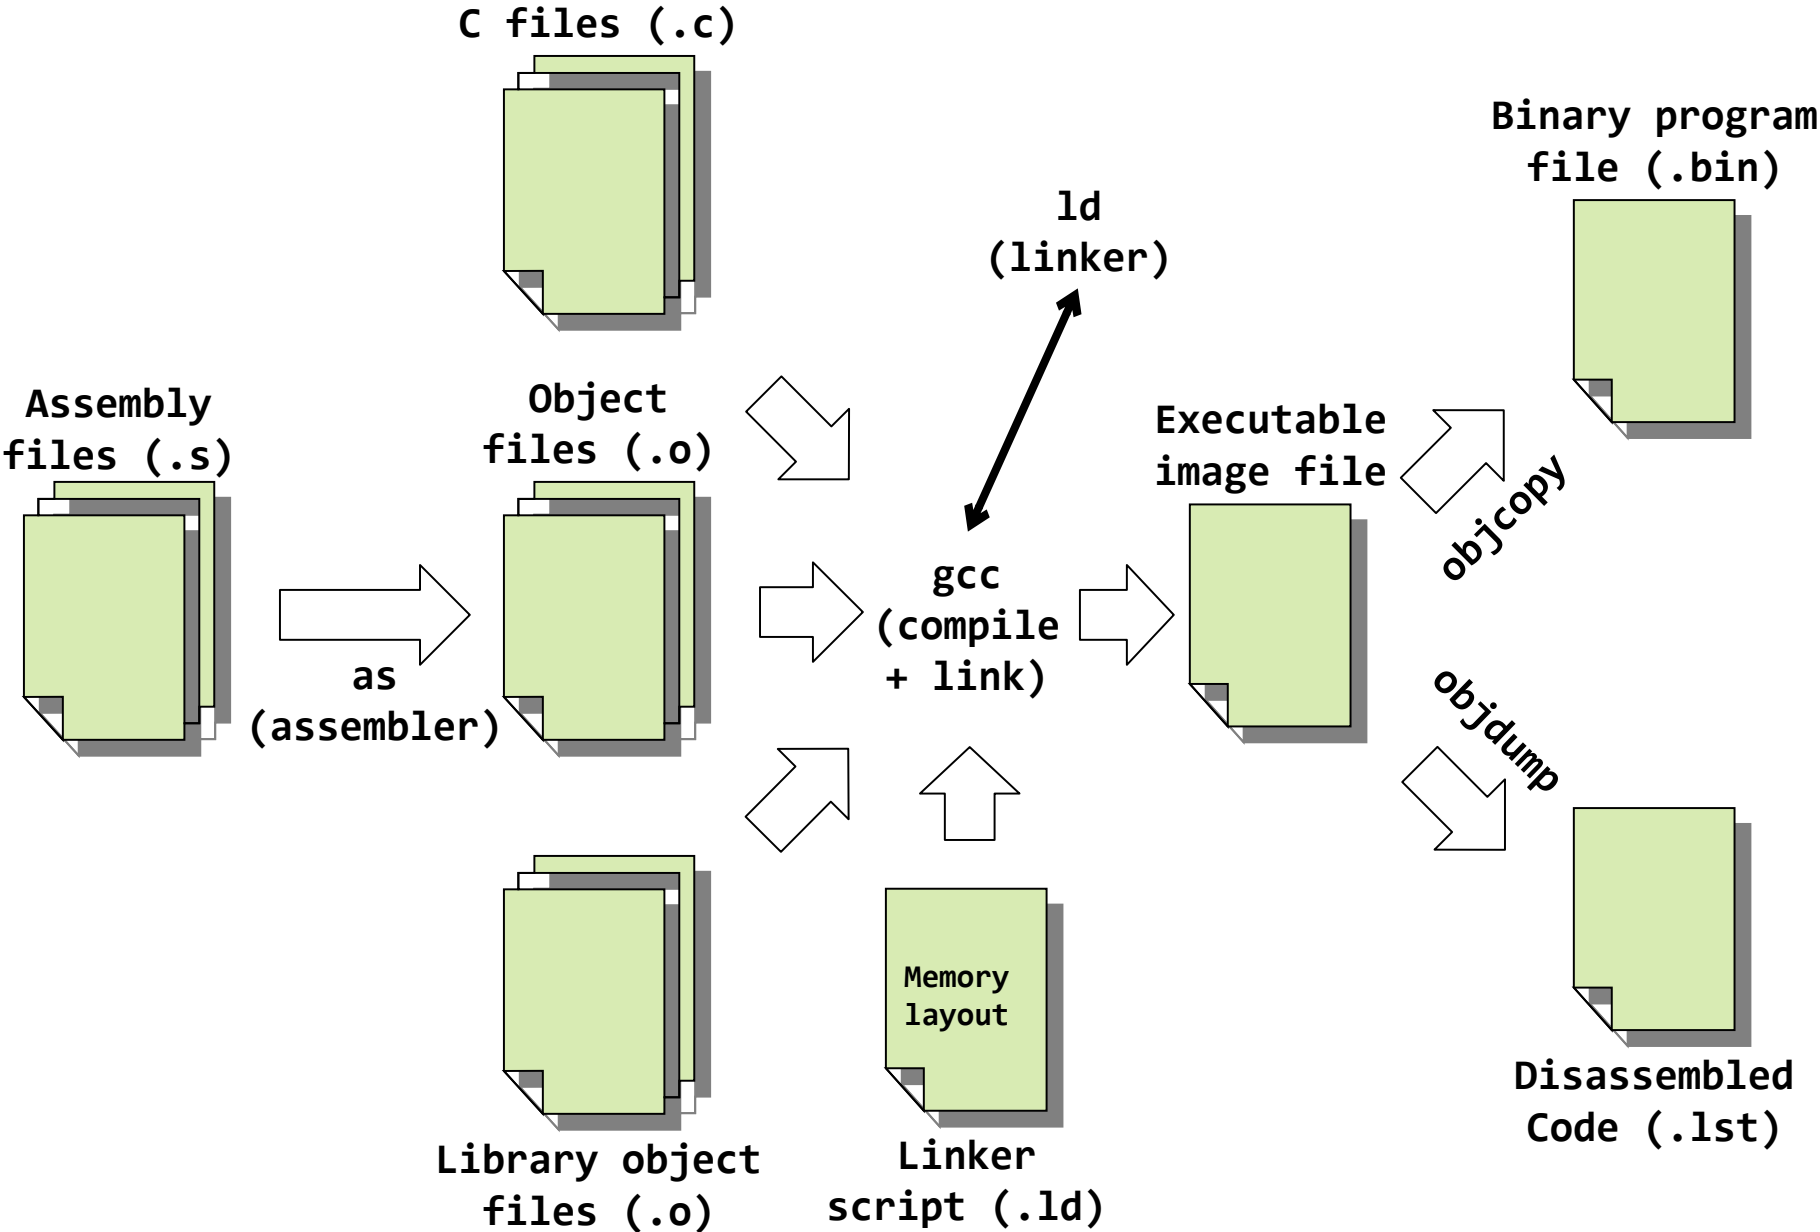 C files (.c)
Binary program
file (.bin)
ld
(linker)
Assembly
files (.s)
Object
files (.o)
Executable
image file
objcopy
gcc
(compile
+ link)
as
(assembler)
objdump
Memory
layout
Disassembled
Code (.lst)
Library object
files (.o)
Linker
script (.ld)